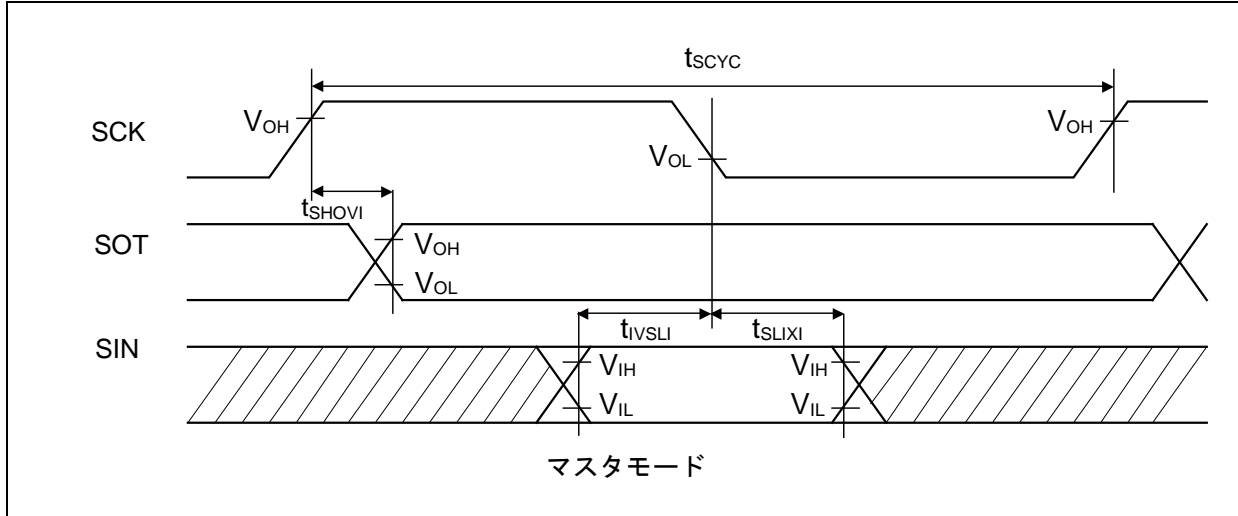 tSCYC
SCK
VOH
VOL
VOH
tSHOVI
SOT
VOH
VOL
tIVSLI
tSLIXI
SIN
VIH
VIH
VIL
VIL
マスタモード